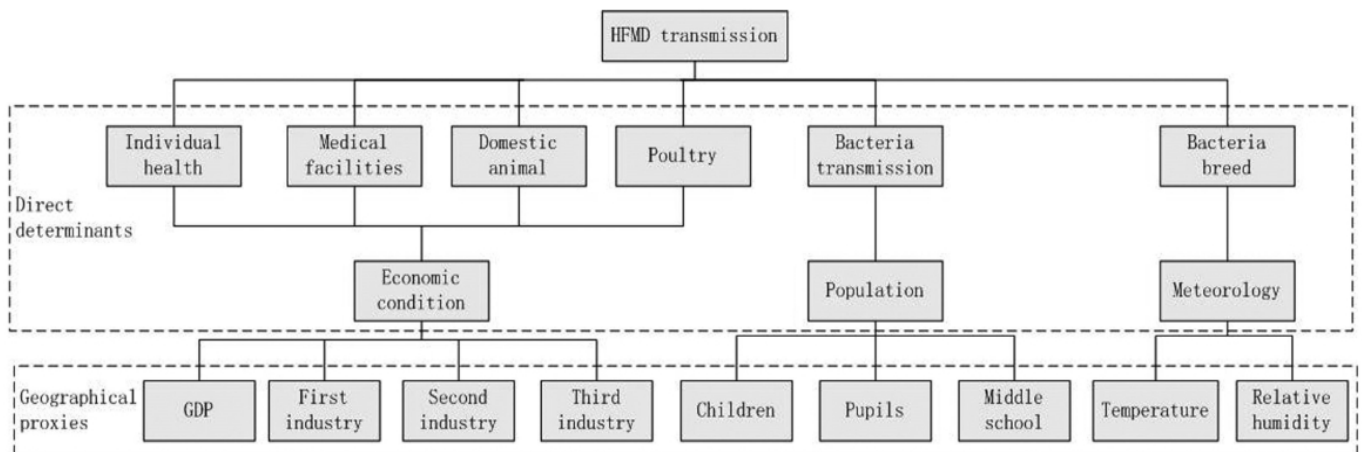 HFMD transmission
Individual
health
Medical
facilities
Domestic
animal
Poultry
Bacteria
transmission
Bacteria
breed
Direct
determinants
Economic
condition
Population
Meteorology
Geographical
proxies
GDP
First
industry
Second
industry
Third
industry
Children
Pupils
Middle
school
Temperature
Relative
humidity